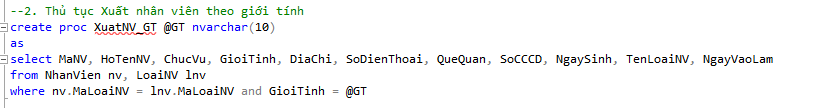 --2. Thủ tục Xuất nhân viên theo giới tính
create proc XuatNV_GT @GT nvarchar(10)
as
select MaNV, HoTenNV, ChucVu, GioiTinh, DiaChi, SoDienThoai, QueQuan, SoCCCD, NgaySinh, TenLoaiNV, NgayVaoLam
from NhanVien nv, LoaiNV lnv
where nv.MaLoaiNV = lnv.MaLoaiNV and GioiTinh = @GT